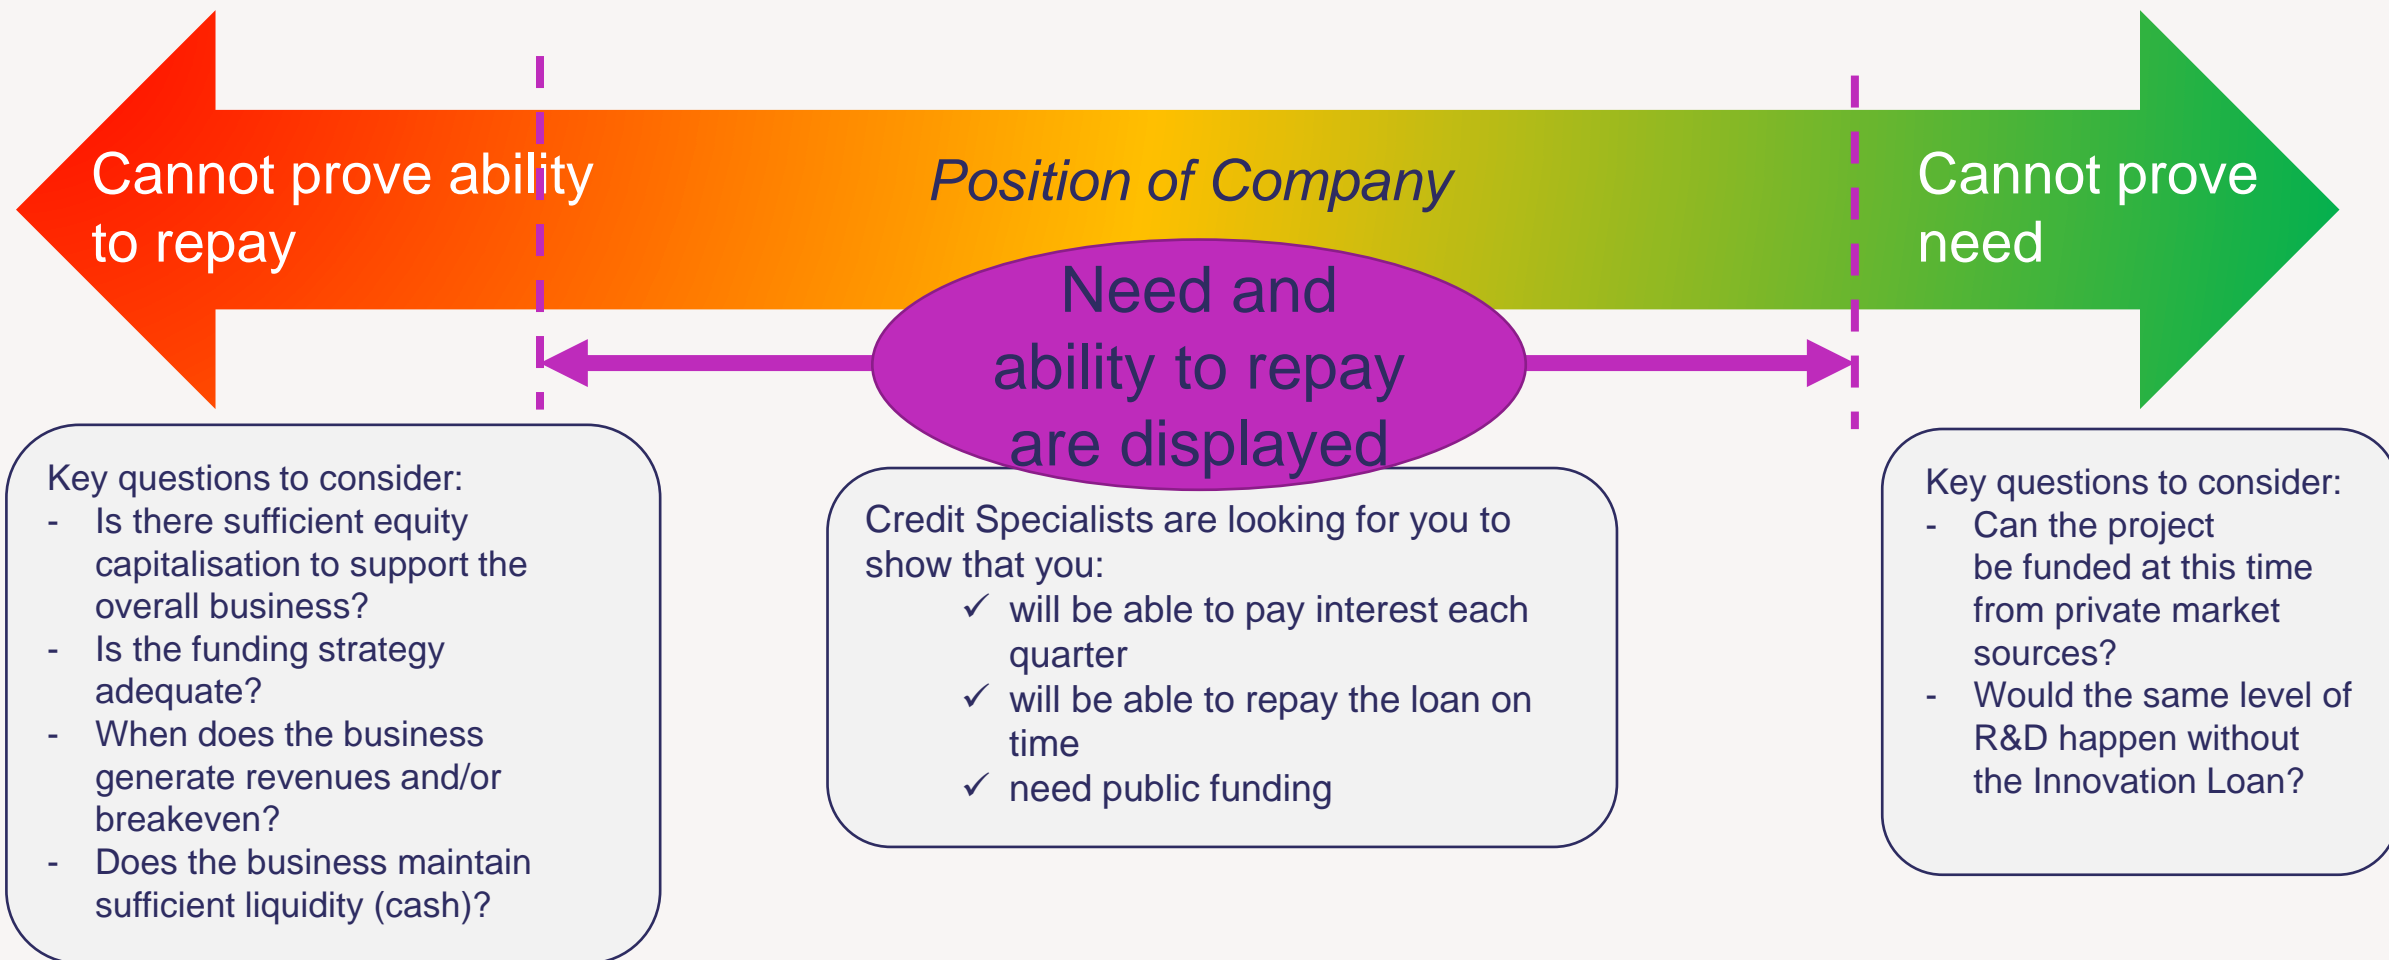 Cannot prove ability
to repay
Position of Company
Cannot prove
need
Need and
ability to repay
are displayed
Key questions to consider:
- Is there sufficient equity
capitalisation to support the
overall business?
- Is the funding strategy
adequate?
- When does the business
generate revenues and/or
breakeven?
- Does the business maintain
sufficient liquidity (cash)?
Credit Specialists are looking for you to
show that you:
✓ will be able to pay interest each
quarter
✓ will be able to repay the loan on
time
✓ need public funding
Key questions to consider:
- Can the project
be funded at this time
from private market
sources?
- Would the same level of
R&D happen without
the Innovation Loan?